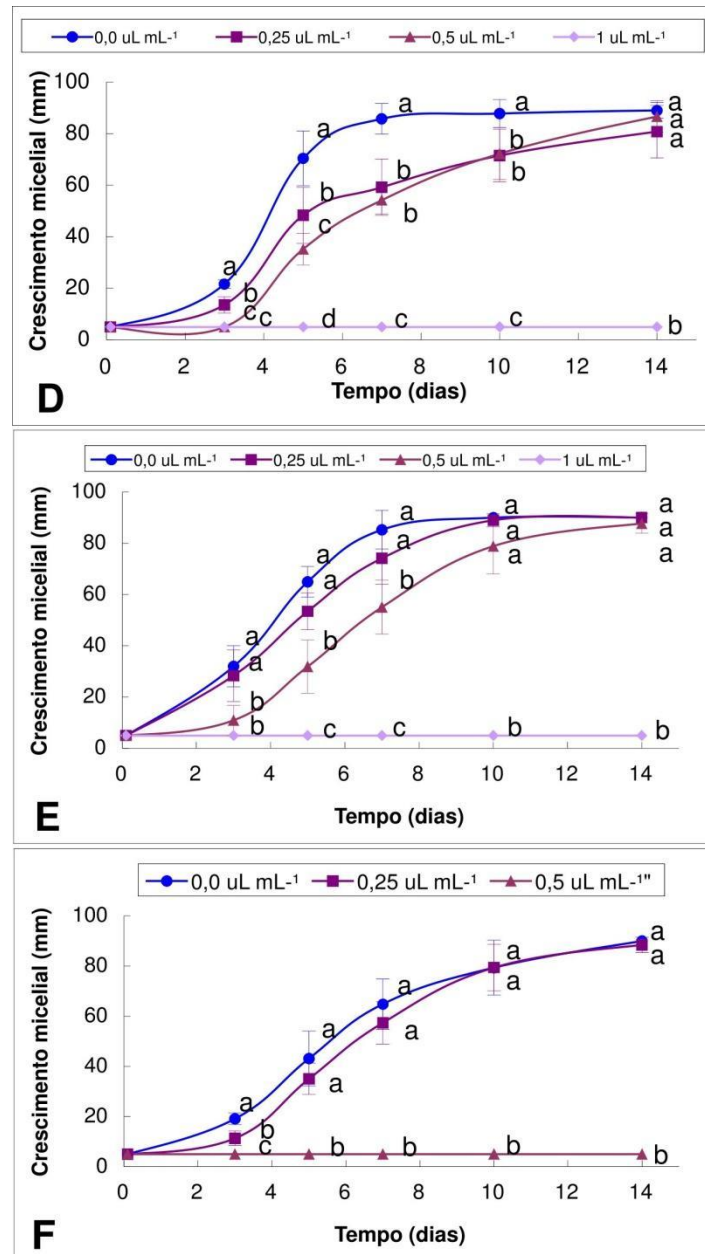 0,0 uL mL-¹ 0,25 uL mL-¹ 0,5 uL mL-¹ 1 uL mL-¹
Crescimento micelial (mm)
100
80
60
40
20
0
a
a
a
a
a
a
a
b
b
b
b
c
b
b
c
c
d
c
c
b
0 2 4 6 8 10 12 14
Tempo (dias)
D
0,0 uL mL-¹ 0,25 uL mL-¹ 0,5 uL mL-¹ 1 uL mL-¹
Crescimento micelial (mm)
100
80
60
40
20
0
a
a
a
a
a
a
a
a
a
a
a
a
b
b
b
b
c
c
b
b
0 2 4 6 8 10 12 14
Tempo (dias)
E
0,0 uL mL-¹ 0,25 uL mL-¹ 0,5 uL mL-¹"
Crescimento micelial (mm)
100
80
60
40
20
0
a
a
a
a
a
a
a
a
a
b
c
b
b
b
b
0 2 4 6 8 10 12 14
Tempo (dias)
F